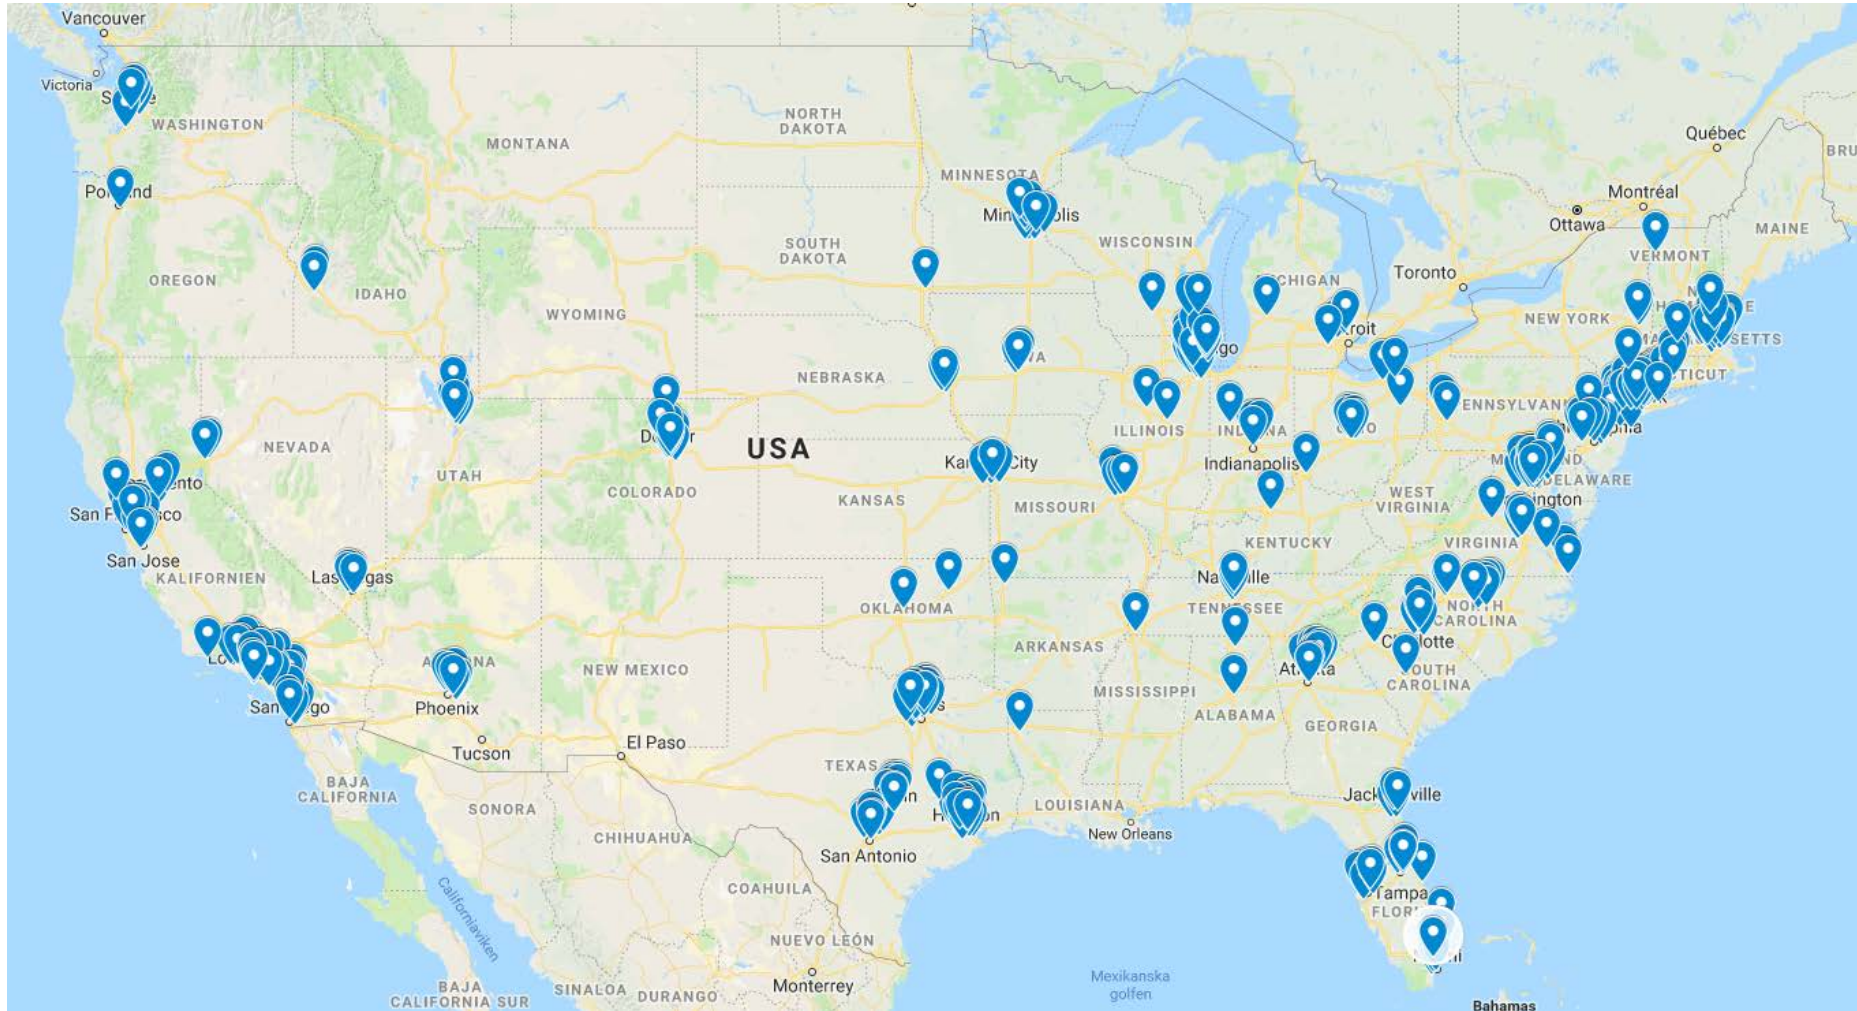 Vancouver
Victoria
WASHINGTON
NORTH
DAKOTA
MONTANA
MINNESOTA
Québec
Montréal
Ottawa
MAINE
WISCONSIN
SOUTH
DAKOTA
VERMONT
Toronto
OREGON
IDAHO
WYOMING
NEW YORK
NEBRASKA
NEVADA
USA
ILLINOIS
Indianapolis
UTAH
COLORADO
KANSAS
MISSOURI
WEST
VIRGINIA
DELAWARE
San Jose
KALIFORNIEN
KENTUCKY
VIRGINIA
OKLAHOMA
CAROLINA
ARKANSAS
NEW MEXICO
Phoenix
MISSISSIPPI
CAROLINA
ALABAMA
GEORGIA
Tucson
El Paso
TEXAS
BAJA
CALIFORNIA
SONORA
CHIHUAHUA
LOUISIANA
New Orleans
San Antonio
COAHUILA
Tampa
Californiaviken
NUEVO LEÓN
Monterrey
Mexikanska
golfen
BAJA
CALIFORNIA SUR
SINALOA
DURANGO
Bahamas